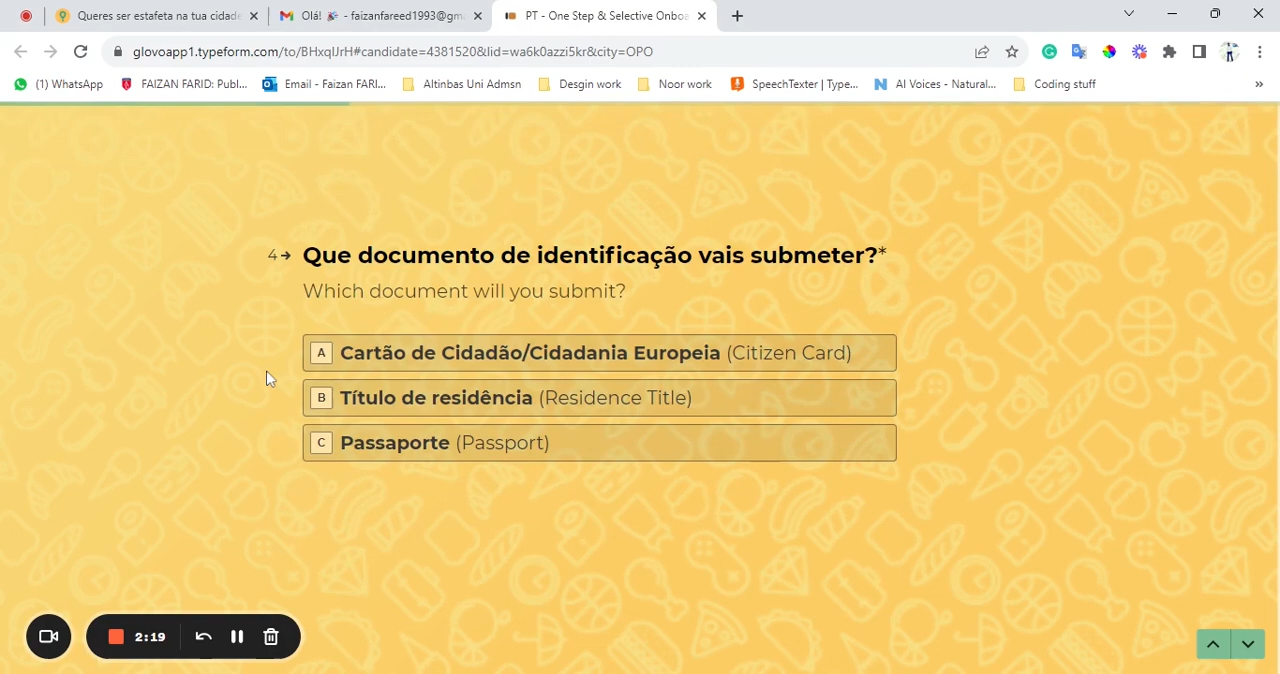 Queres ser estafeta na tua cidade
Olá! 🎉 - faizanfareed1993@gm
PT - One Step & Selective Onboa
glovoapp1.typeform.com/to/BHxqIJrH#candidate=4381520&lid=wa6k0azzi5kr&city=OPO
(1) WhatsApp
FAIZAN FARID: Publ...
Email - Faizan FARI...
Altinbas Uni Admsn
Desgin work
Noor work
SpeechTexter | Type...
AI Voices - Natural...
Coding stuff
»
4→ Que documento de identificação vais submeter?*
Which document will you submit?
A Cartão de Cidadão/Cidadania Europeia (Citizen Card)
B Título de residência (Residence Title)
C Passaporte (Passport)
2:19